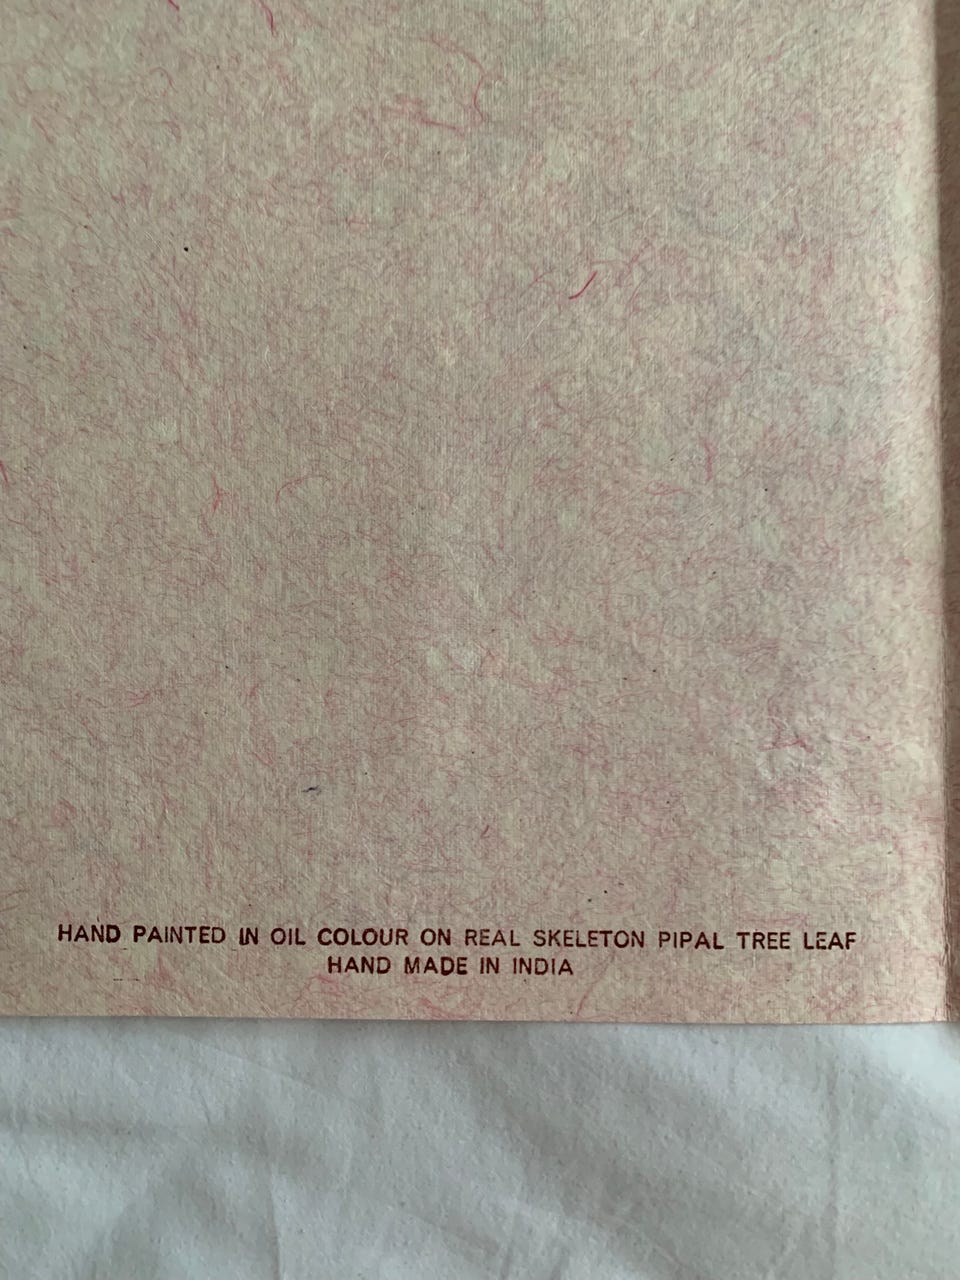 HAND PAINTED IN OIL COLOUR ON REAL SKELETON PIPAL TREE LEAF
HAND MADE IN INDIA